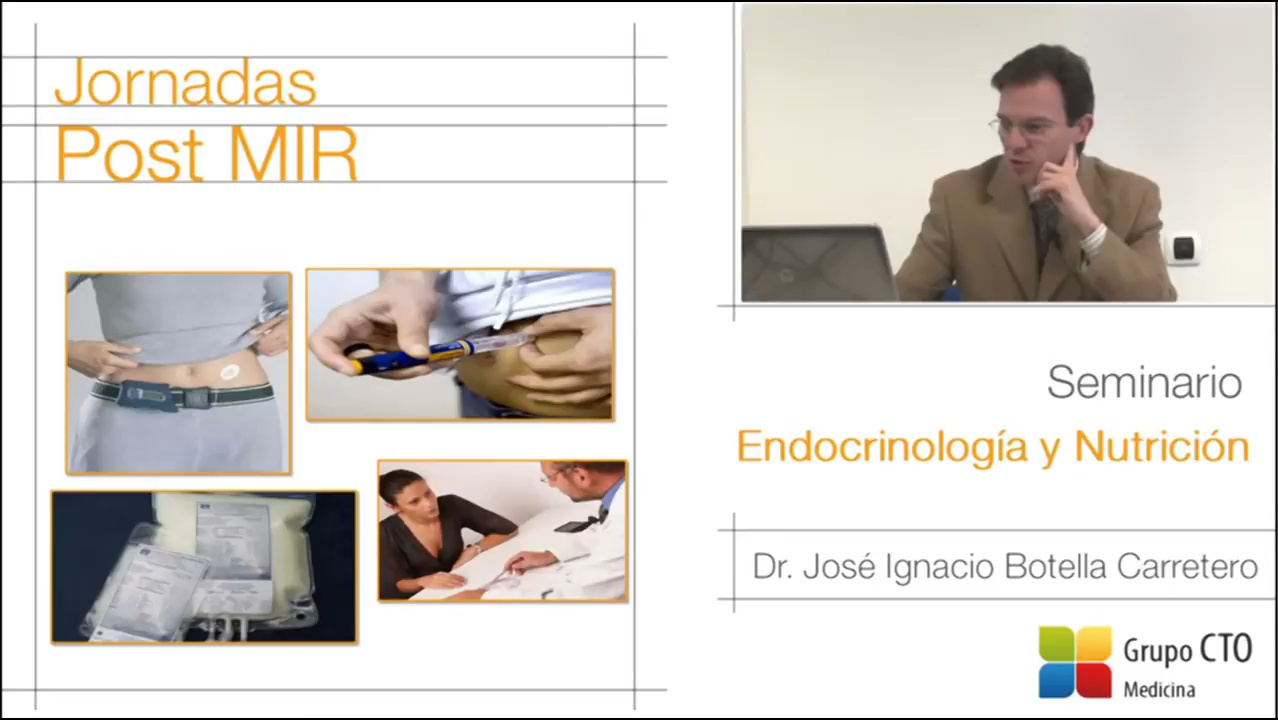 Jornadas
Post MIR
Seminario
Endocrinología y Nutrición
Dr. José Ignacio Botella Carretero
Grupo CTO
Medicina